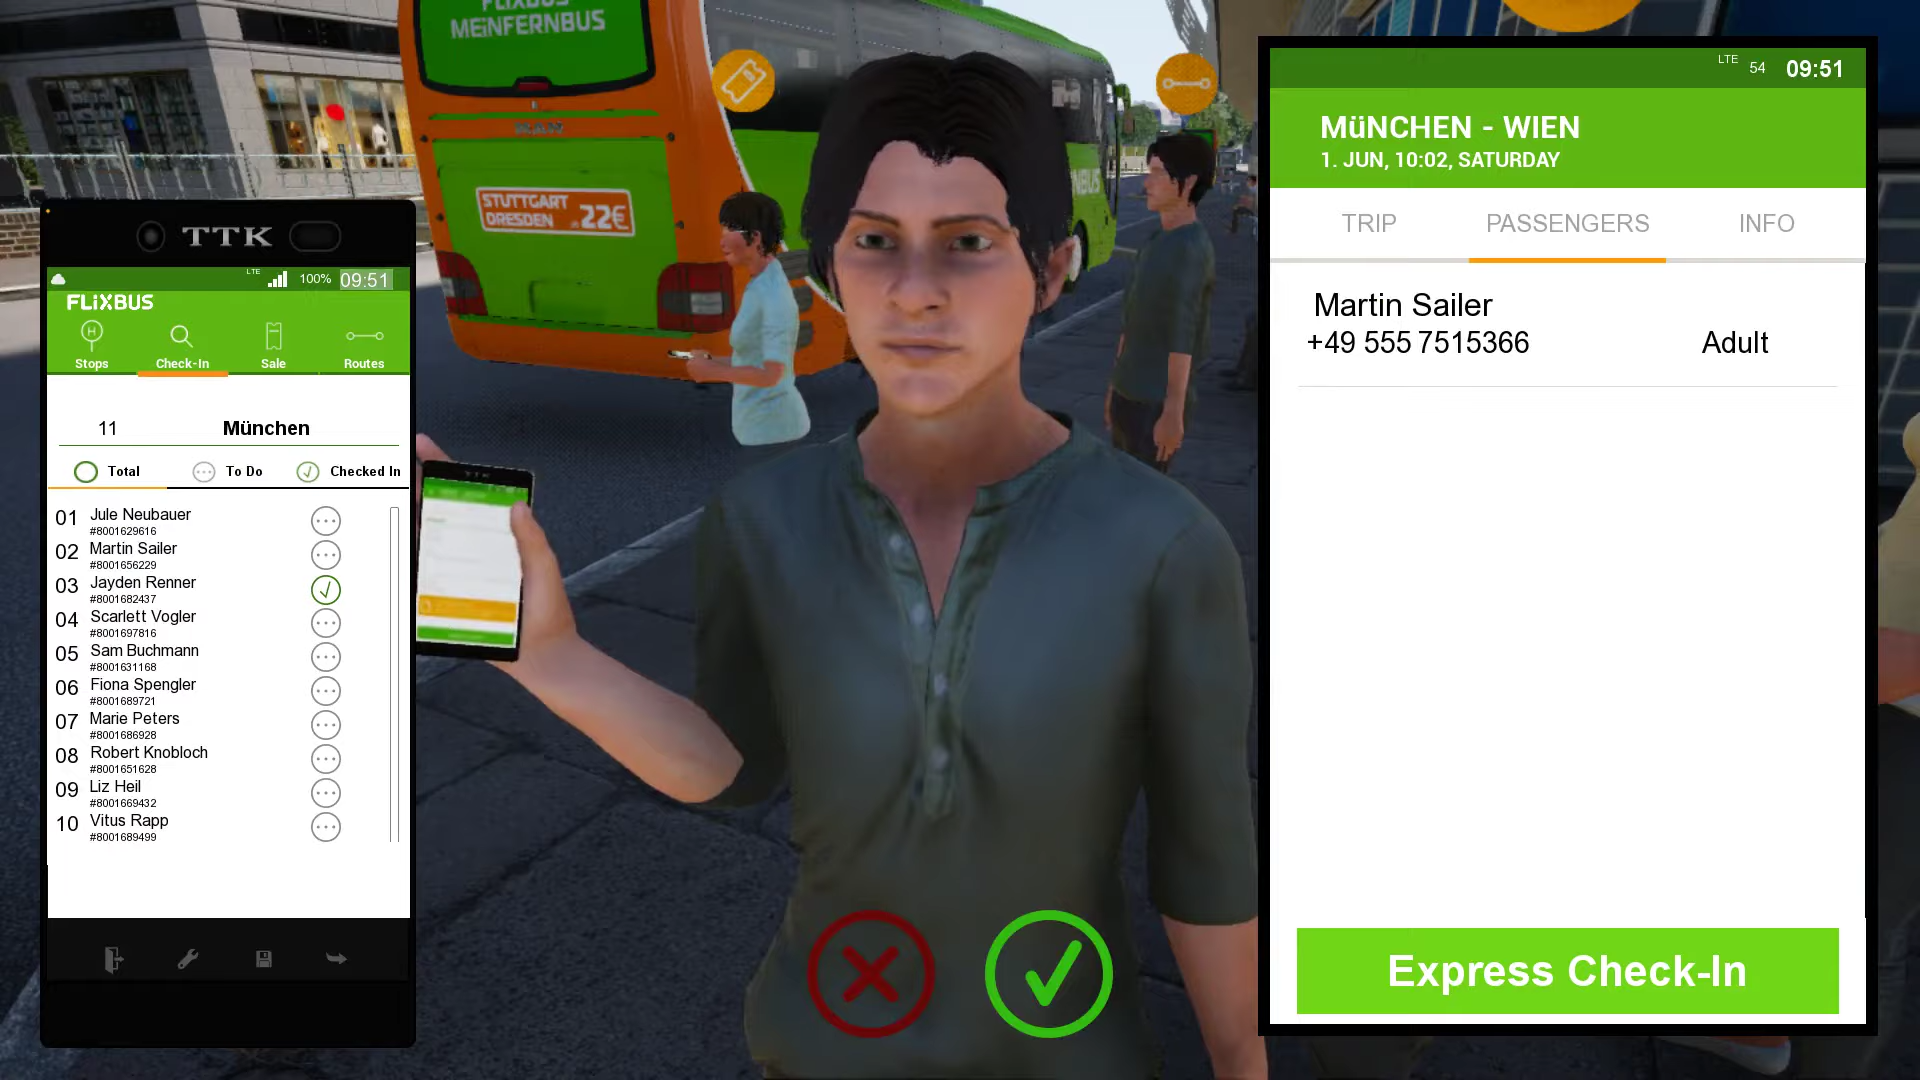 FLIXBUS
MEINFERNBUS
MAN
STUTTGART
DRESDEN 22€
NBUS
TTK
LTE 100% 09:51
FLiXBUS
Stops Check-In Sale Routes
11 München
Total To Do Checked In
01 Jule Neubauer
#8001629616
02 Martin Sailer
#8001656229
03 Jayden Renner
#8001682437
04 Scarlett Vogler
#8001697816
05 Sam Buchmann
#8001631168
06 Fiona Spengler
#8001689721
07 Marie Peters
#8001686928
08 Robert Knobloch
#8001651628
09 Liz Heil
#8001669432
10 Vitus Rapp
#8001689499
LTE 54 09:51
MüNCHEN - WIEN
1. JUN, 10:02, SATURDAY
TRIP PASSENGERS INFO
Martin Sailer
+49 555 7515366 Adult
Express Check-In